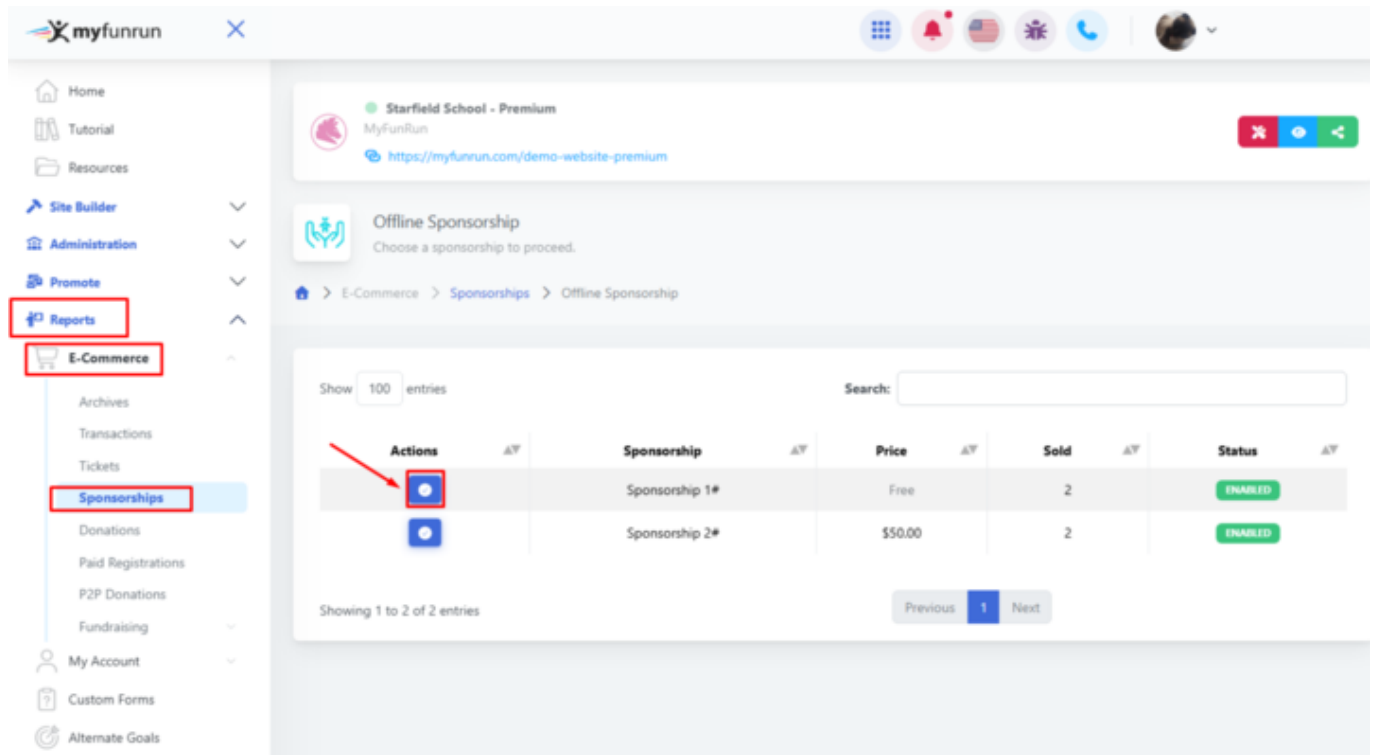 myfunrun
Home
Tutorial
Resources
Site Builder
Administration
Promote
Reports
E-Commerce
Archives
Transactions
Tickets
Sponsorships
Donations
Paid Registrations
P2P Donations
Fundraising
My Account
Custom Forms
Alternate Goals
Starfield School - Premium
MyFunRun
https://myfunrun.com/demo-website-premium
Offline Sponsorship
Choose a sponsorship to proceed.
> E-Commerce > Sponsorships > Offline Sponsorship
Show 100 entries Search:
Actions Sponsorship Price Sold Status
Sponsorship 1# Free 2 ENABLED
Sponsorship 2# $50.00 2 ENABLED
Showing 1 to 2 of 2 entries Previous 1 Next